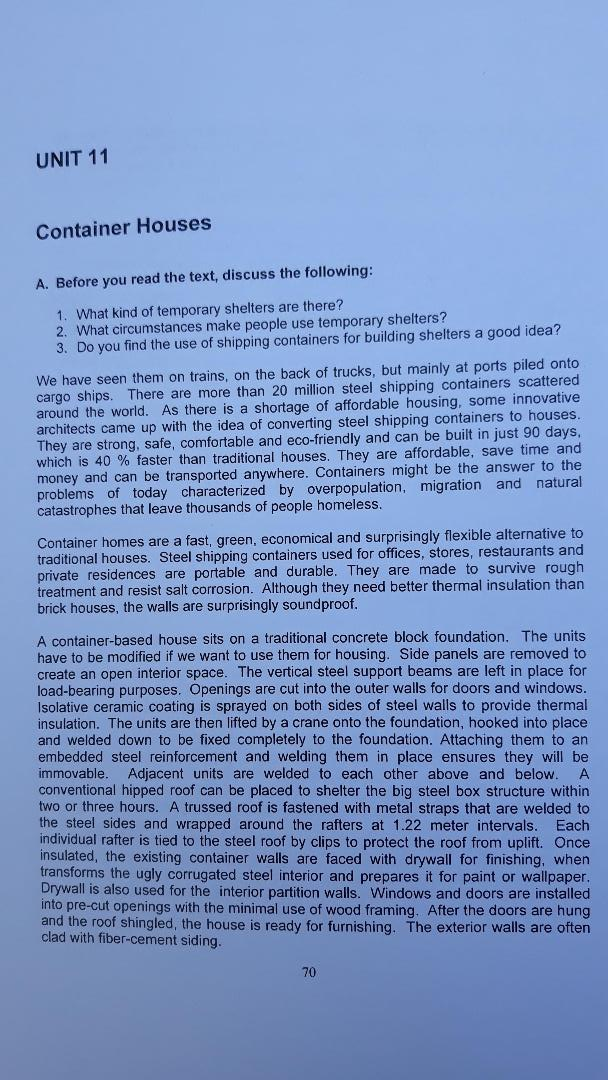 UNIT 11
Container Houses
A. Before you read the text, discuss the following:
1. What kind of temporary shelters are there?
2. What circumstances make people use temporary shelters?
3. Do you find the use of shipping containers for building shelters a good idea?
We have seen them on trains, on the back of trucks, but mainly at ports piled onto
cargo ships. There are more than 20 million steel shipping containers scattered
around the world. As there is a shortage of affordable housing, some innovative
architects came up with the idea of converting steel shipping containers to houses.
They are strong, safe, comfortable and eco-friendly and can be built in just 90 days,
which is 40 % faster than traditional houses. They are affordable, save time and
money and can be transported anywhere. Containers might be the answer to the
problems of today characterized by overpopulation, migration and natural
catastrophes that leave thousands of people homeless.
Container homes are a fast, green, economical and surprisingly flexible alternative to
traditional houses. Steel shipping containers used for offices, stores, restaurants and
private residences are portable and durable. They are made to survive rough
treatment and resist salt corrosion. Although they need better thermal insulation than
brick houses, the walls are surprisingly soundproof.
A container-based house sits on a traditional concrete block foundation. The units
have to be modified if we want to use them for housing. Side panels are removed to
create an open interior space. The vertical steel support beams are left in place for
load-bearing purposes. Openings are cut into the outer walls for doors and windows.
Isolative ceramic coating is sprayed on both sides of steel walls to provide thermal
insulation. The units are then lifted by a crane onto the foundation, hooked into place
and welded down to be fixed completely to the foundation. Attaching them to an
embedded steel reinforcement and welding them in place ensures they will be
immovable. Adjacent units are welded to each other above and below. A
conventional hipped roof can be placed to shelter the big steel box structure within
two or three hours. A trussed roof is fastened with metal straps that are welded to
the steel sides and wrapped around the rafters at 1.22 meter intervals. Each
individual rafter is tied to the steel roof by clips to protect the roof from uplift. Once
insulated, the existing container walls are faced with drywall for finishing, when
transforms the ugly corrugated steel interior and prepares it for paint or wallpaper.
Drywall is also used for the interior partition walls. Windows and doors are installed
into pre-cut openings with the minimal use of wood framing. After the doors are hung
and the roof shingled, the house is ready for furnishing. The exterior walls are often
clad with fiber-cement siding.
70